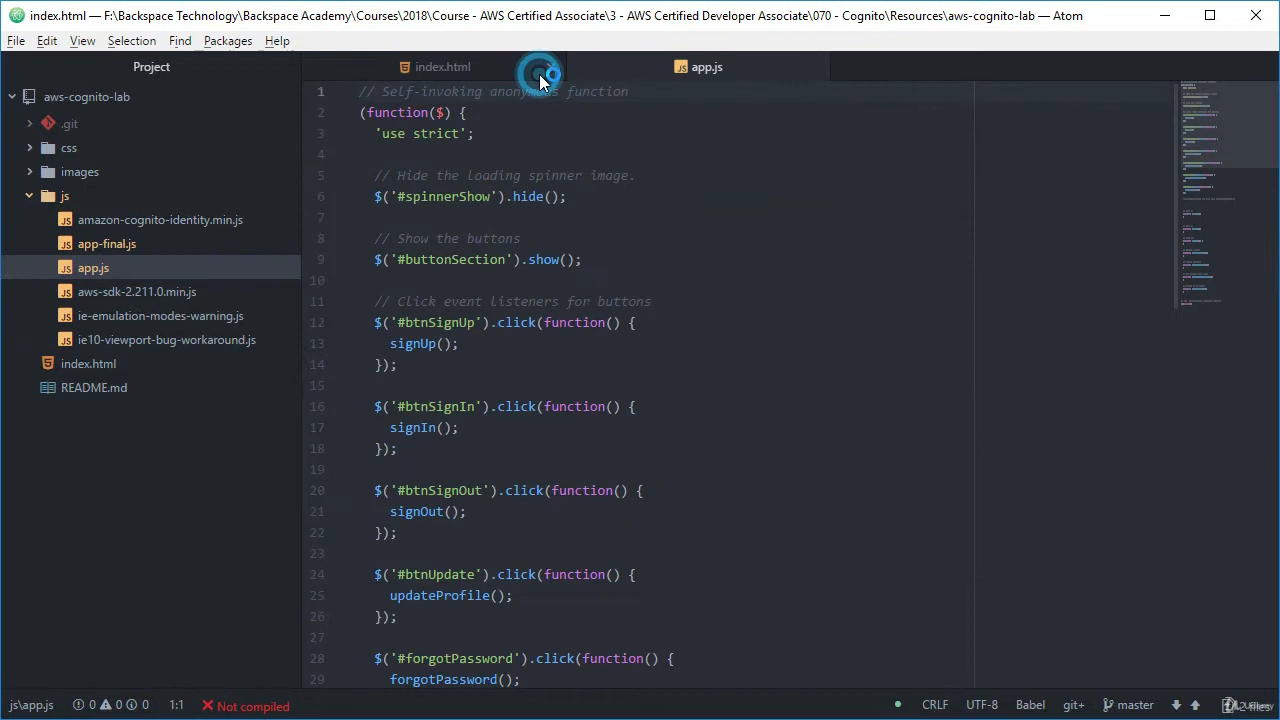 index.html — F:\Backspace Technology\Backspace Academy\Courses\2018\Course - AWS Certified Associate\3 - AWS Certified Developer Associate\070 - Cognito\Resources\aws-cognito-lab — Atom
File Edit View Selection Find Packages Help
Project
index.html
app.js
aws-cognito-lab
.git
css
images
js
amazon-cognito-identity.min.js
app-final.js
app.js
aws-sdk-2.211.0.min.js
ie-emulation-modes-warning.js
ie10-viewport-bug-workaround.js
index.html
README.md
1 // Self-invoking anonymous function
2 (function($) {
3 'use strict';
4
5 // Hide the loading spinner image.
6 $('#spinnerShow').hide();
7
8 // Show the buttons
9 $('#buttonSection').show();
10
11 // Click event listeners for buttons
12 $('#btnSignUp').click(function() {
13 signUp();
14 });
15
16 $('#btnSignIn').click(function() {
17 signIn();
18 });
19
20 $('#btnSignOut').click(function() {
21 signOut();
22 });
23
24 $('#btnUpdate').click(function() {
25 updateProfile();
26 });
27
28 $('#forgotPassword').click(function() {
29 forgotPassword();
js\app.js 0 0 0 1:1 Not compiled CRLF UTF-8 Babel git+ master 2 files